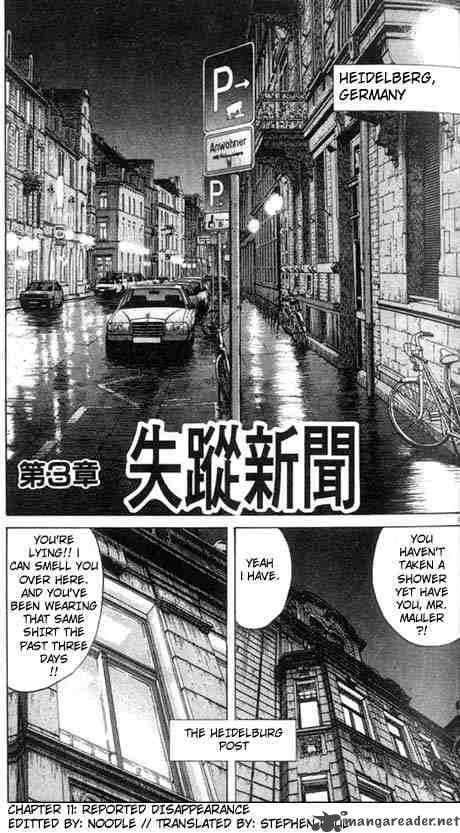 HEIDELBERG,
GERMANY
P→
Anwohner
P
第3章
失蹤新聞
YOU
HAVEN'T
TAKEN A
SHOWER
YET HAVE
YOU, MR.
MAULER
?!
YEAH
I HAVE.
YOU'RE
LYING!! I
CAN SMELL YOU
OVER HERE.
AND YOU'VE
BEEN WEARING
THAT SAME
SHIRT THE
PAST THREE
DAYS
!!
THE HEIDELBURG
POST
CHAPTER 11: REPORTED DISAPPEARANCE
EDITTED BY: NOODLE // TRANSLATED BY: STEPHEN
mangareader.net